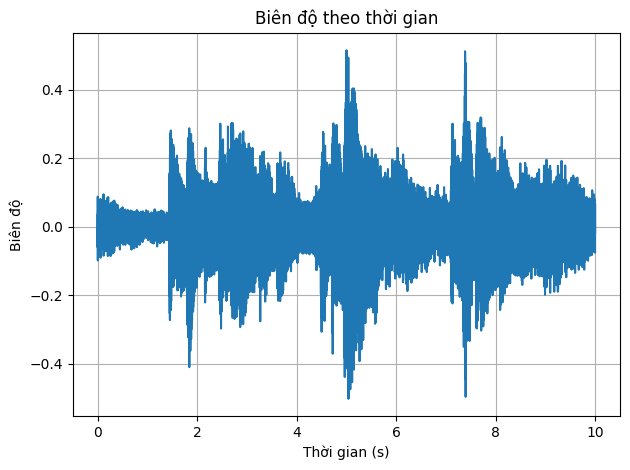 Biên độ theo thời gian
Biên độ
0.4
0.2
0.0
−0.2
−0.4
0 2 4 6 8 10
Thời gian (s)